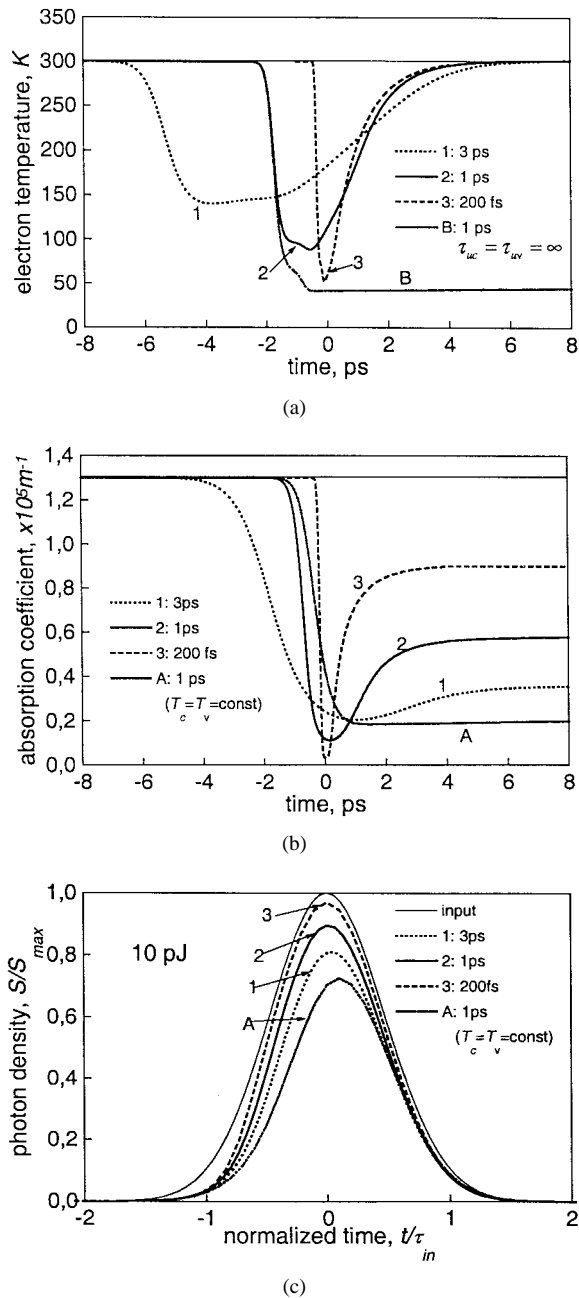 electron temperature, K
350
300
250
200
150
100
50
0
1
2
3
B
1: 3 ps
2: 1 ps
3: 200 fs
B: 1 ps
τuc = τuv = ∞
-8 -6 -4 -2 0 2 4 6 8
time, ps
(a)
absorption coefficient, x10⁵m⁻¹
1,4
1,2
1,0
0,8
0,6
0,4
0,2
0,0
3
2
1
A
1: 3ps
2: 1ps
3: 200 fs
A: 1 ps
(Tc=Tv=const)
-8 -6 -4 -2 0 2 4 6 8
time, ps
(b)
photon density, S/Smax
1,0
0,8
0,6
0,4
0,2
0,0
10 pJ
3
2
1
A
input
1: 3ps
2: 1ps
3: 200fs
A: 1ps
(Tc=Tv=const)
-2 -1 0 1 2
normalized time, t/τin
(c)